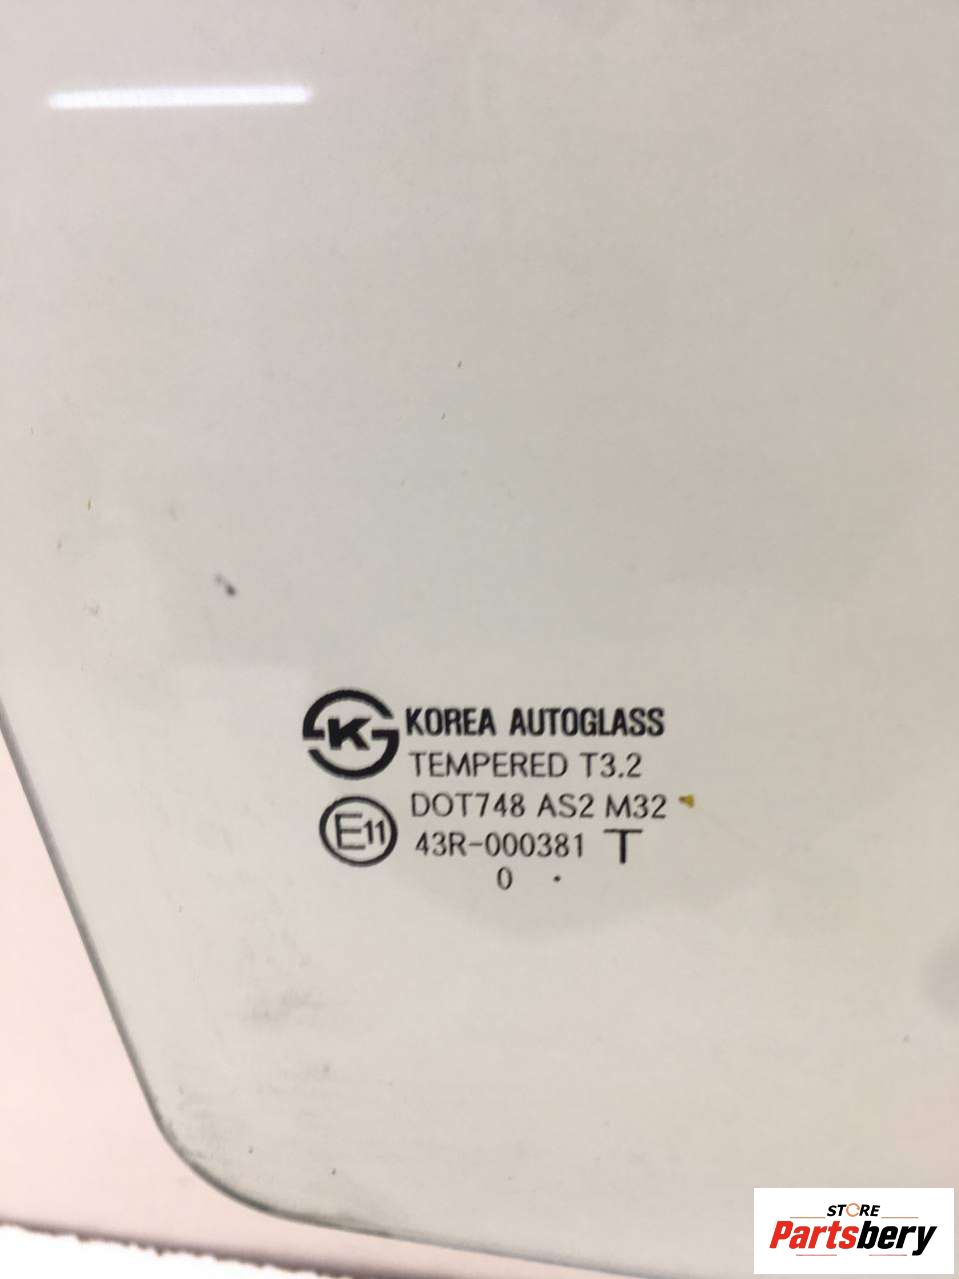 K KOREA AUTOGLASS
TEMPERED T3.2
DOT748 AS2 M32
E11 43R-000381 T
0 .
STORE
Partsbery